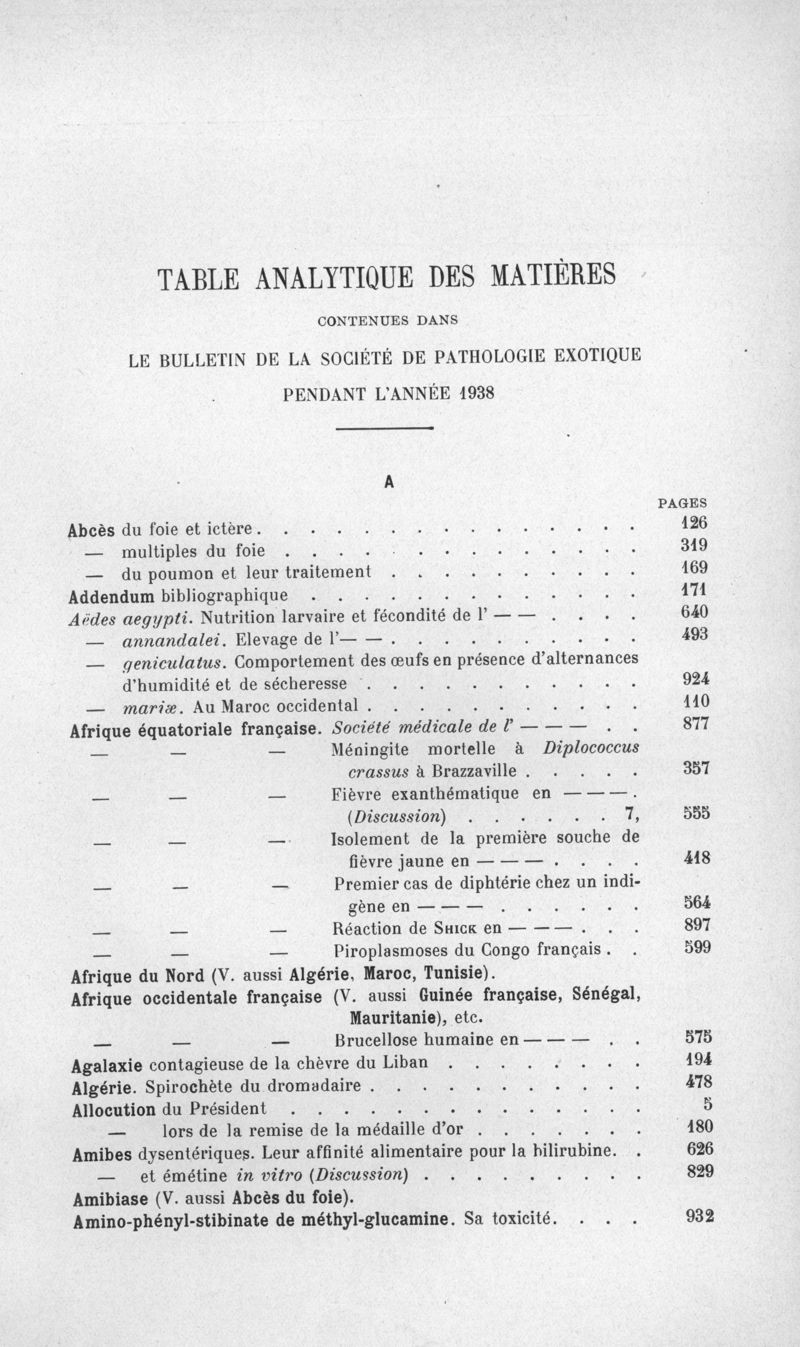 TABLE ANALYTIQUE DES MATIÈRES
CONTENUES DANS
LE BULLETIN DE LA SOCIÉTÉ DE PATHOLOGIE EXOTIQUE
PENDANT L'ANNÉE 1938
A
PAGES
Abcès du foie et ictère . . . . . . . . . . . . . . . 126
— multiples du foie . . . . . . . . . . . . . 319
— du poumon et leur traitement . . . . . . . . . . 169
Addendum bibliographique . . . . . . . . . . . . . 171
Aëdes aegypti. Nutrition larvaire et fécondité de l' — — . . . . 640
— annandalei. Elevage de l'— — . . . . . . . . . . 493
— geniculatus. Comportement des œufs en présence d'alternances
d'humidité et de sécheresse . . . . . . . . . . . 924
— mariæ. Au Maroc occidental . . . . . . . . . . . 110
Afrique équatoriale française. Société médicale de l' — — — . . 877
— — — Méningite mortelle à Diplococcus
crassus à Brazzaville . . . . . 357
— — — Fièvre exanthématique en — — — .
(Discussion) . . . . . . 7, 555
— — — Isolement de la première souche de
fièvre jaune en — — — . . . . 418
— — — Premier cas de diphtérie chez un indi-
gène en — — — . . . . . . 564
— — — Réaction de SHICK en — — — . . . 897
— — — Piroplasmoses du Congo français . . 599
Afrique du Nord (V. aussi Algérie, Maroc, Tunisie).
Afrique occidentale française (V. aussi Guinée française, Sénégal,
Mauritanie), etc.
— — — Brucellose humaine en — — — . . 575
Agalaxie contagieuse de la chèvre du Liban . . . . . . . . 194
Algérie. Spirochète du dromadaire . . . . . . . . . . . 478
Allocution du Président . . . . . . . . . . . . . . 5
— lors de la remise de la médaille d'or . . . . . . . 180
Amibes dysentériques. Leur affinité alimentaire pour la bilirubine. . 626
— et émétine in vitro (Discussion) . . . . . . . . . 829
Amibiase (V. aussi Abcès du foie).
Amino-phényl-stibinate de méthyl-glucamine. Sa toxicité. . . . 932